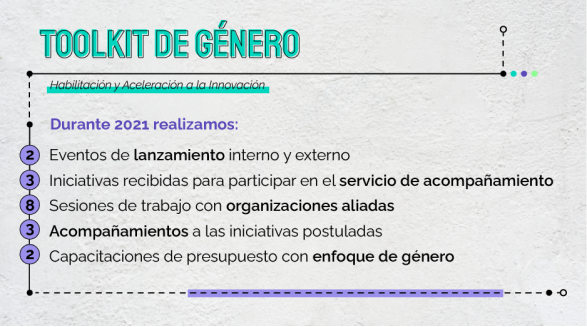 TOOLKIT DE GÉNERO
Habilitación y Aceleración a la Innovación
Durante 2021 realizamos:
2 Eventos de lanzamiento interno y externo
3 Iniciativas recibidas para participar en el servicio de acompañamiento
8 Sesiones de trabajo con organizaciones aliadas
3 Acompañamientos a las iniciativas postuladas
2 Capacitaciones de presupuesto con enfoque de género